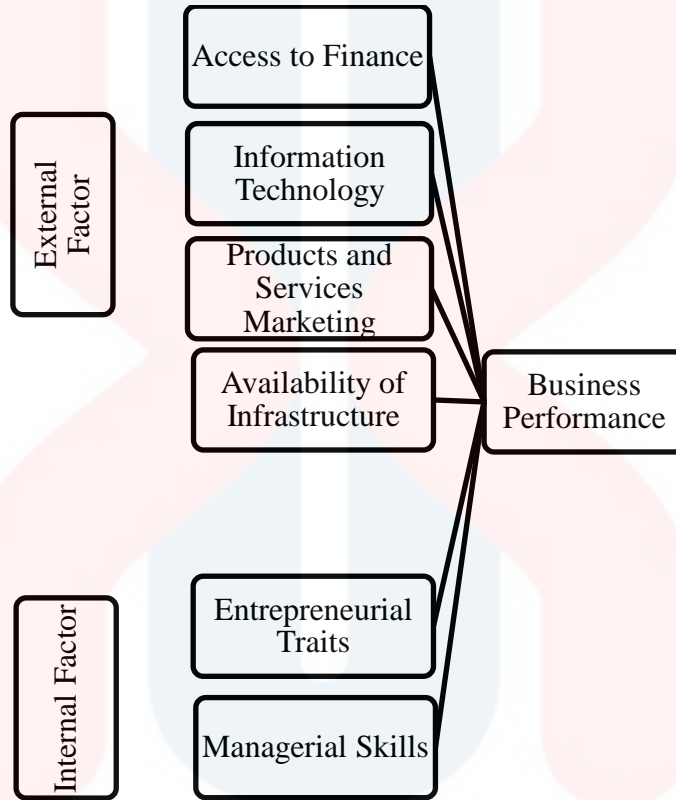 Access to Finance
External
Factor
Information
Technology
Products and
Services
Marketing
Availability of
Infrastructure
Business
Performance
Entrepreneurial
Traits
Internal Factor
Managerial Skills